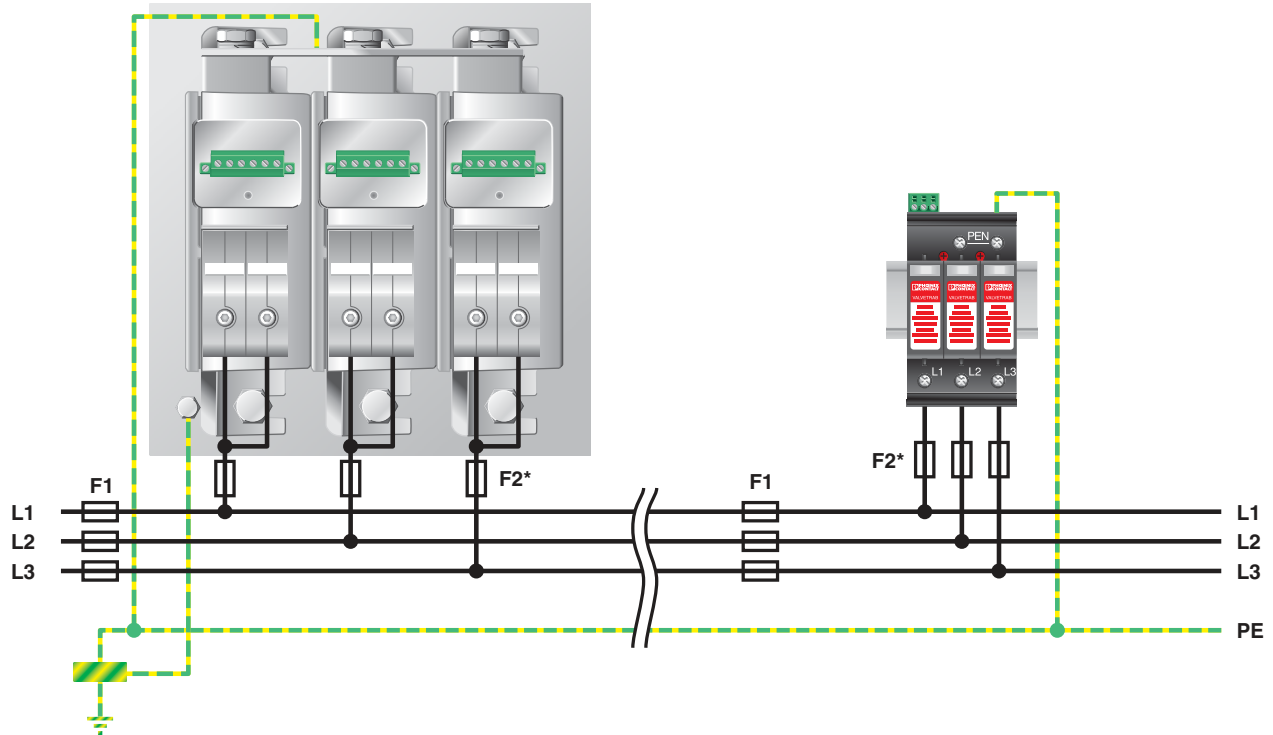 PEN
VALVETRAB VALVETRAB VALVETRAB
L1 L2 L3
F2*
F1 F2* F1
L1 L1
L2 L2
L3 L3
PE